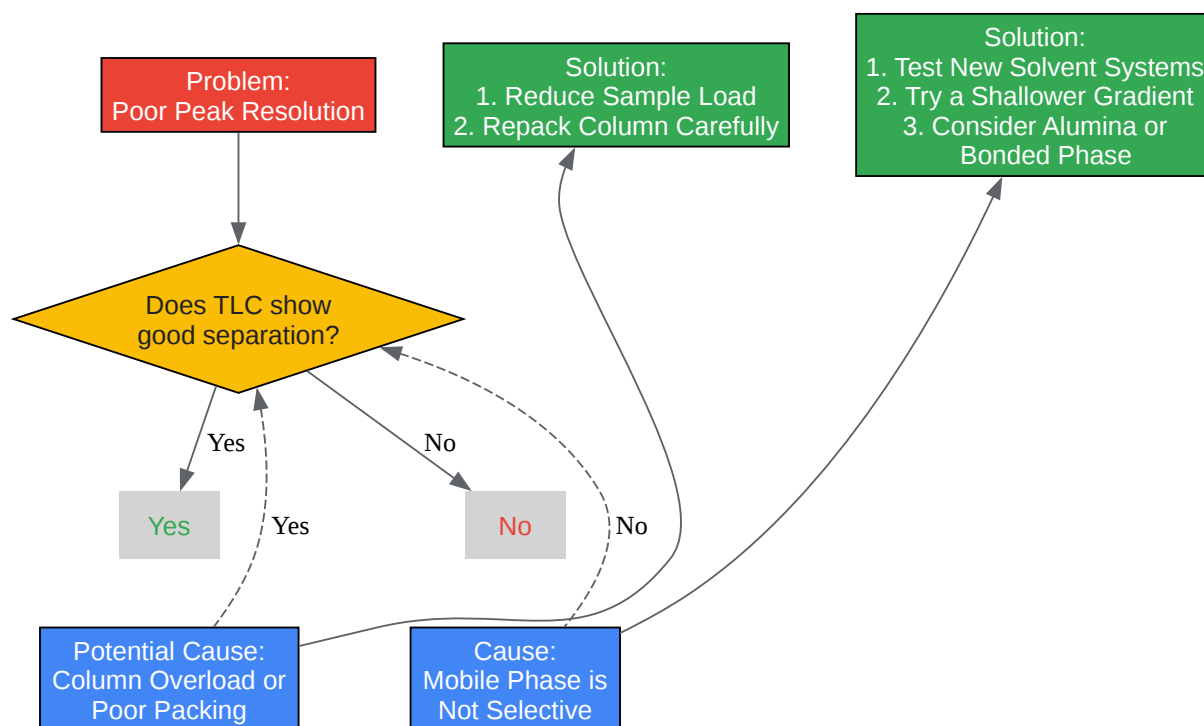 Problem:
Poor Peak Resolution
Solution:
1. Reduce Sample Load
2. Repack Column Carefully
Solution:
1. Test New Solvent Systems
2. Try a Shallower Gradient
3. Consider Alumina or
Bonded Phase
Does TLC show
good separation?
Yes
No
Yes
Yes
No
No
Potential Cause:
Column Overload or
Poor Packing
Cause:
Mobile Phase is
Not Selective